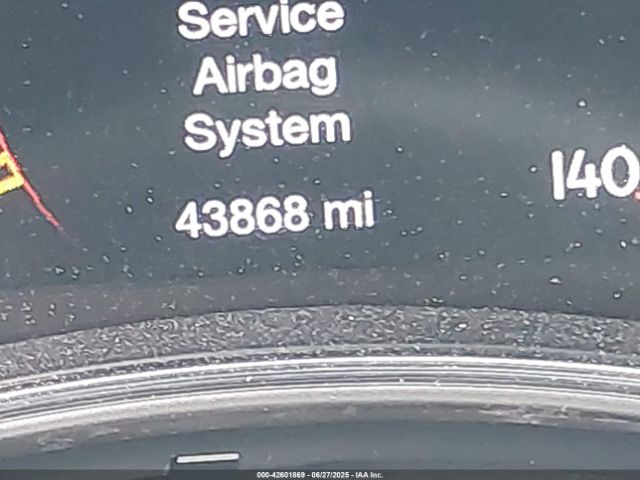 Service
Airbag
System
43868 mi
140
000-42601869 - 06/27/2025 - IAA Inc.